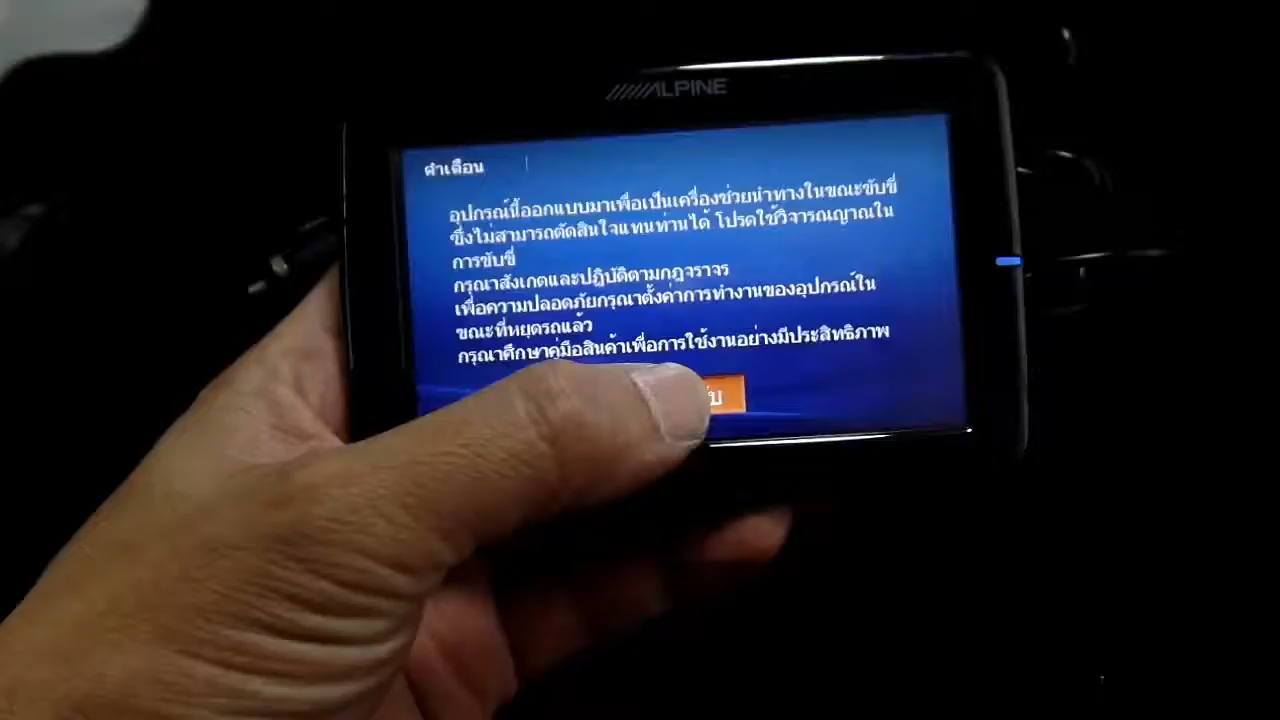 ALPINE
คำเตือน
อุปกรณ์นี้ออกแบบมาเพื่อเป็นเครื่องช่วยนำทางในขณะขับขี่
ซึ่งไม่สามารถตัดสินใจแทนท่านได้ โปรดใช้วิจารณญาณใน
การขับขี่
กรุณาสังเกตและปฏิบัติตามกฎจราจร
เพื่อความปลอดภัยกรุณาตั้งค่าการทำงานของอุปกรณ์ใน
ขณะที่หยุดรถแล้ว
กรุณาศึกษาคู่มือสินค้าเพื่อการใช้งานอย่างมีประสิทธิภาพ